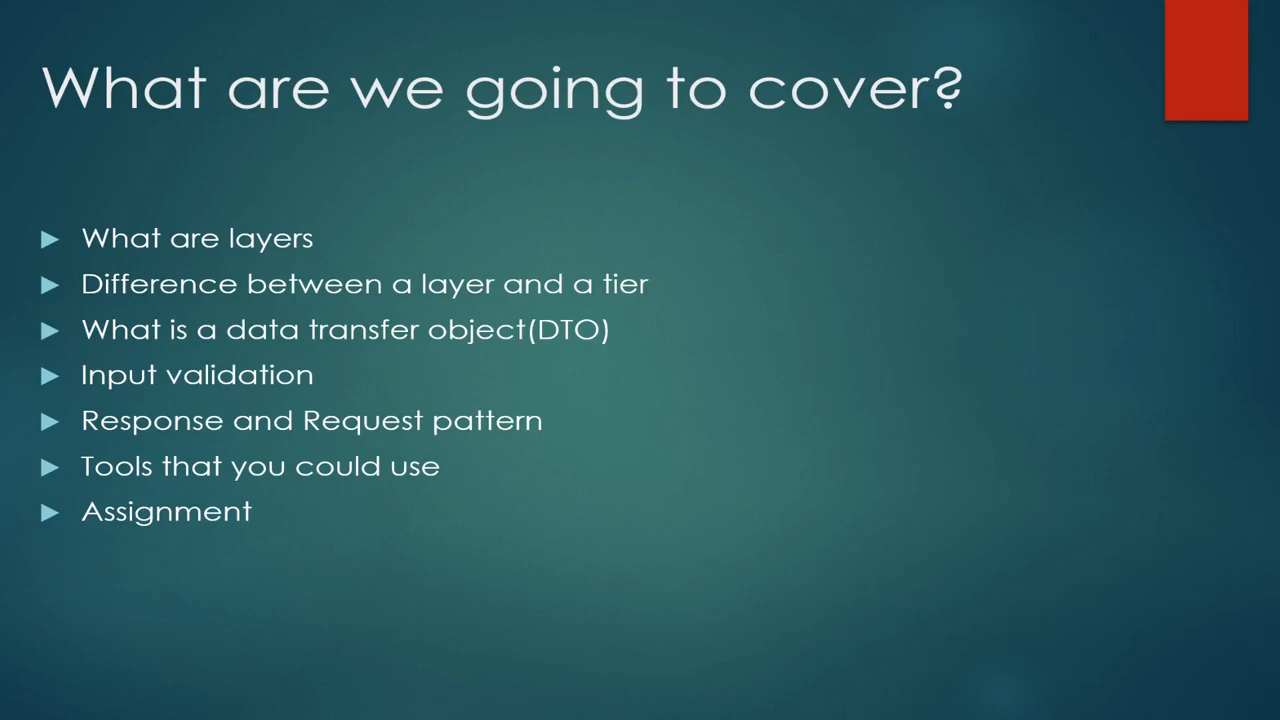 What are we going to cover?
What are layers
Difference between a layer and a tier
What is a data transfer object(DTO)
Input validation
Response and Request pattern
Tools that you could use
Assignment